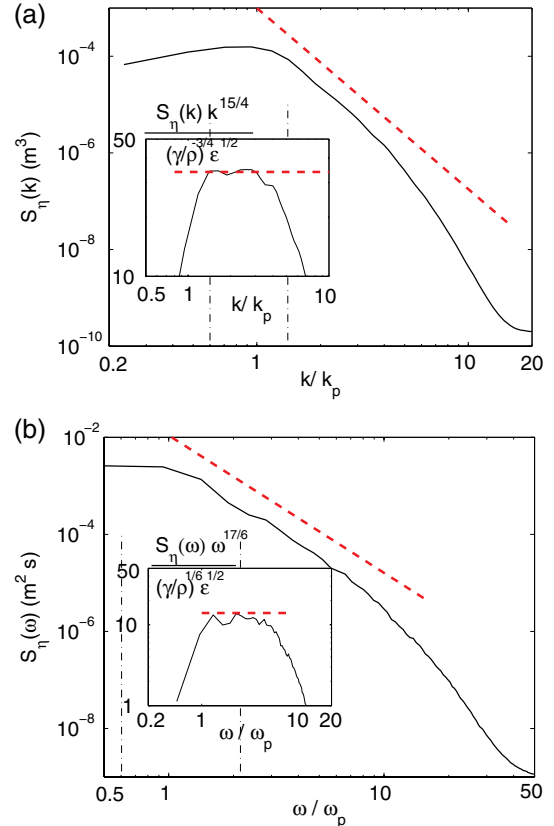 (a)
10⁻⁴
10⁻⁶
10⁻⁸
10⁻¹⁰
S_η(k) (m³)
S_η(k) k^15/4
(γ/ρ)^-3/4 ε^1/2
50
10
0.5 1 10
k/ k_p
0.2 1 10 20
k/ k_p
(b)
10⁻²
10⁻⁴
10⁻⁶
10⁻⁸
S_η(ω) (m² s)
S_η(ω) ω^17/6
(γ/ρ)^1/6 ε^1/2
50
10
1
0.2 1 10 20
ω / ω_p
0.5 1 10 50
ω / ω_p